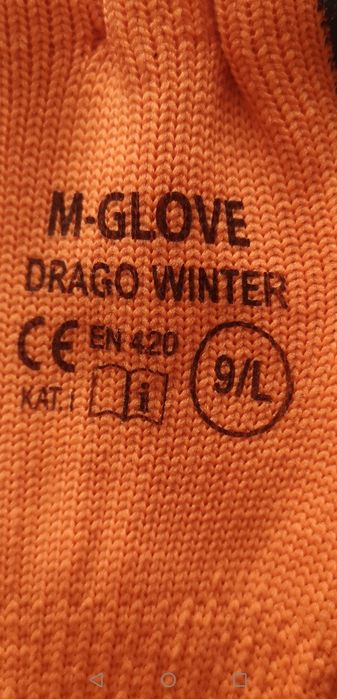 M-GLOVE
DRAGO WINTER
CE EN 420
KAT. I
i
9/L